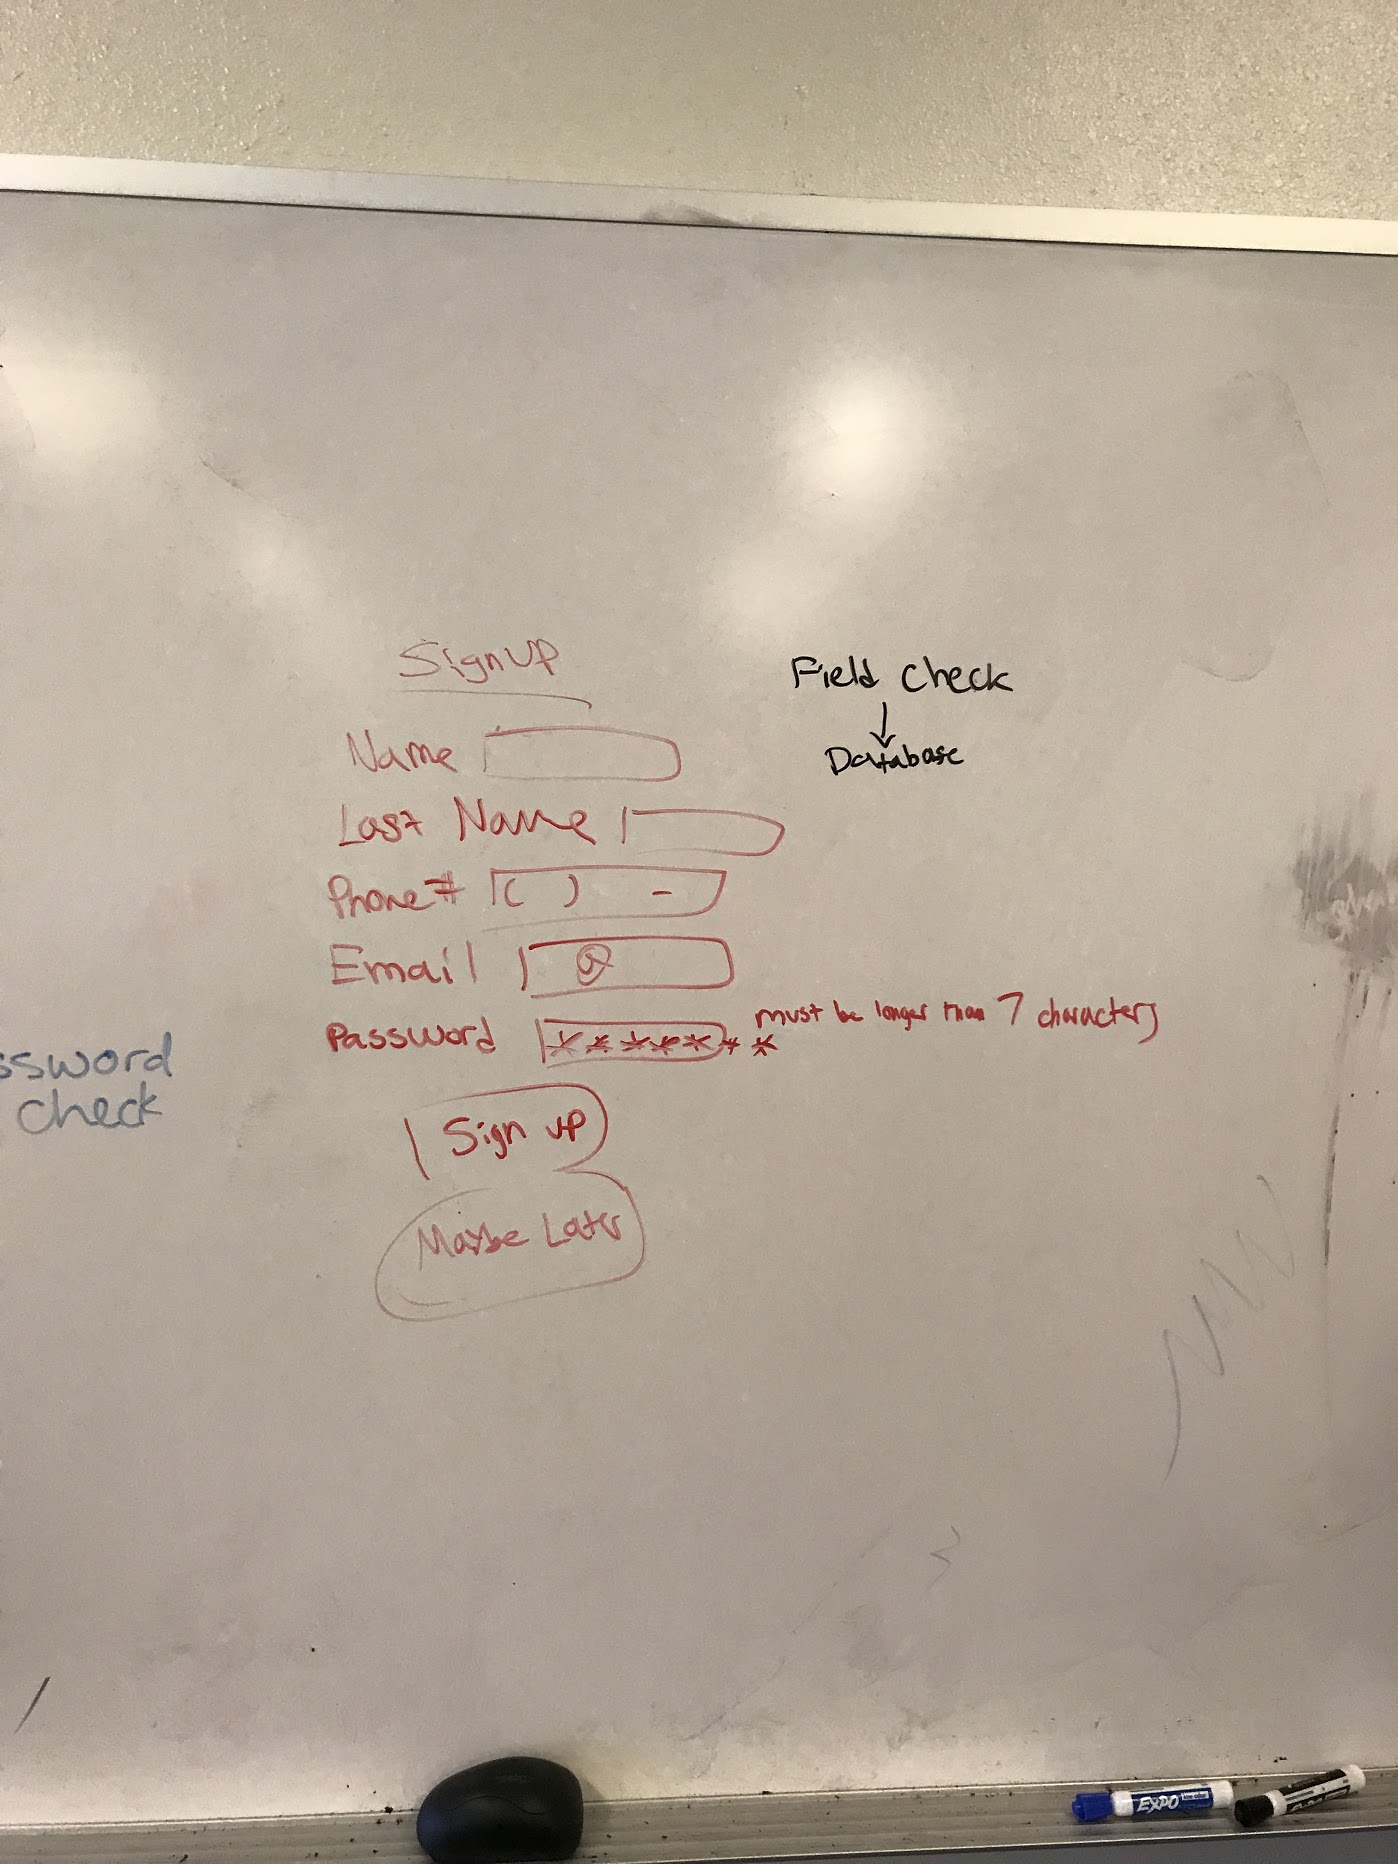 Signup
Name
Last Name
Phone# ( ) -
Email @
Password ******* must be longer than 7 characters
Sign up
Maybe Later
Field Check
↓
Database
ssword
check
EXPO